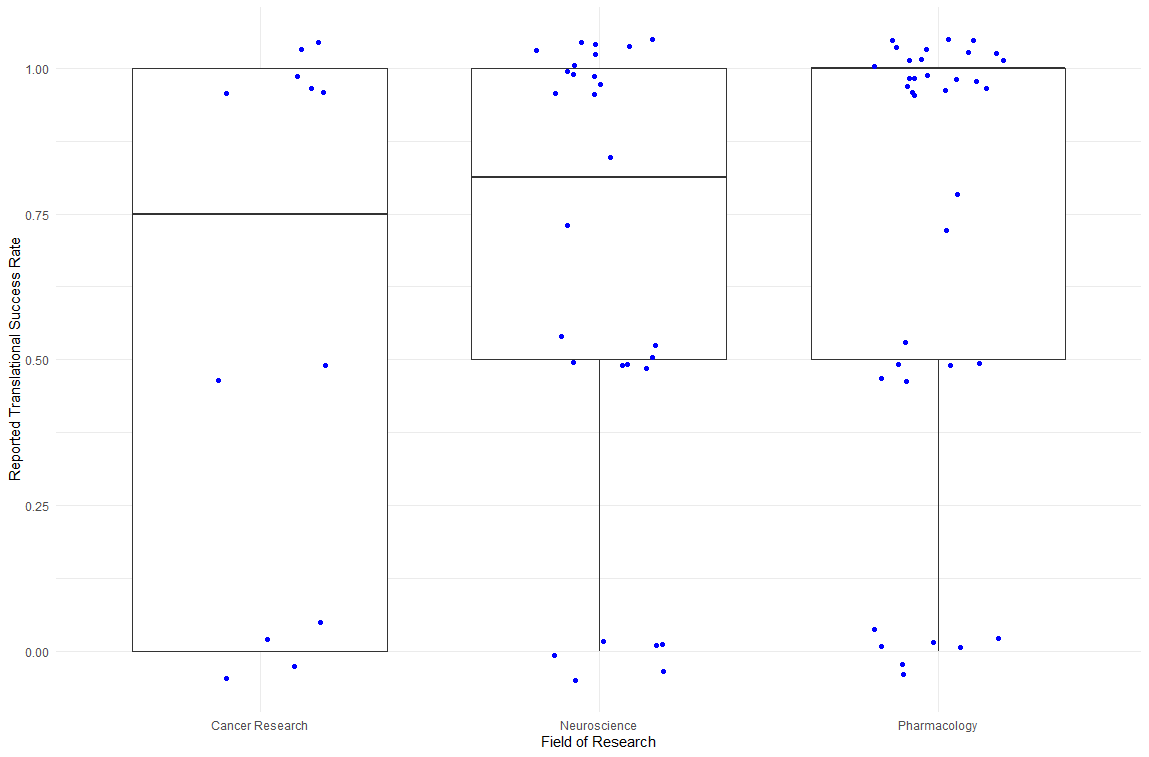 Reported Translational Success Rate
1.00
0.75
0.50
0.25
0.00
Cancer Research
Neuroscience
Pharmacology
Field of Research